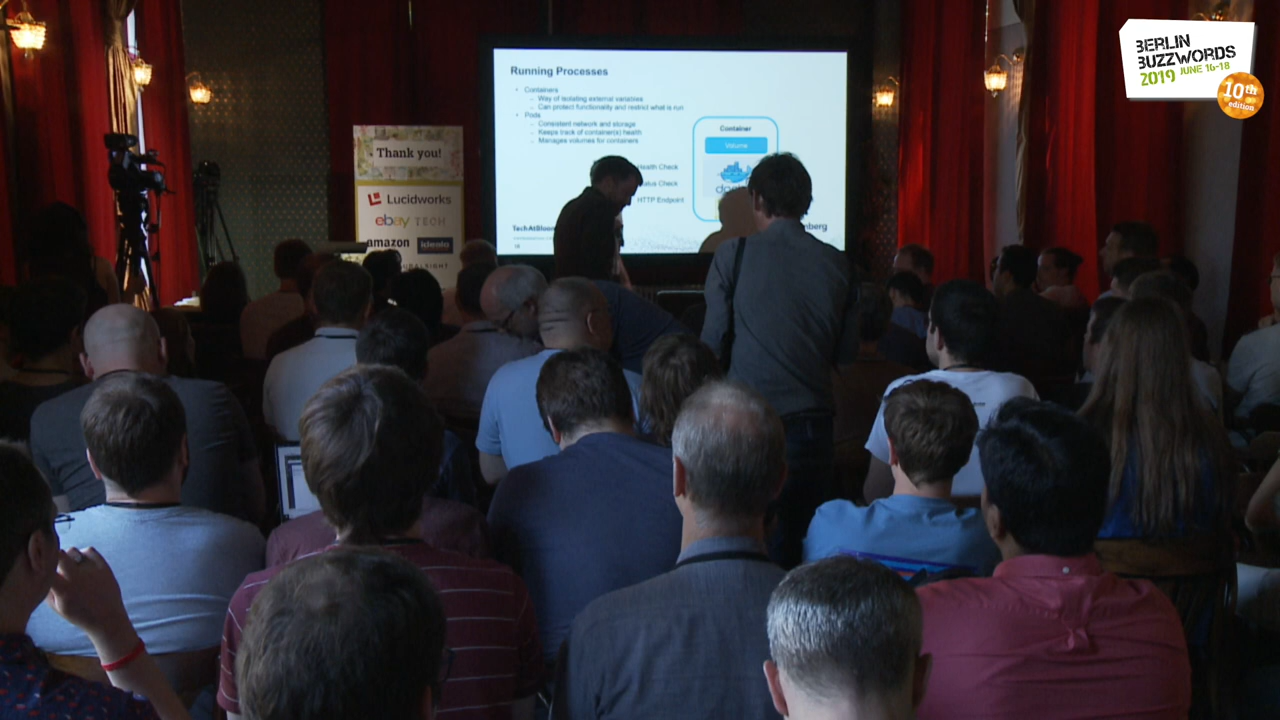 BERLIN
BUZZWORDS
2019 JUNE 16-18
10th
edition
Running Processes
Containers
Way of isolating external variables
Can protect functionality and restrict what is run
Pods
Consistent network and storage
Keeps track of container(s) health
Manages volumes for containers
Container
Volume
Health Check
Status Check
HTTP Endpoint
TechAtBloom
nberg
Thank you!
Lucidworks
ebay TECH
amazon
idealo